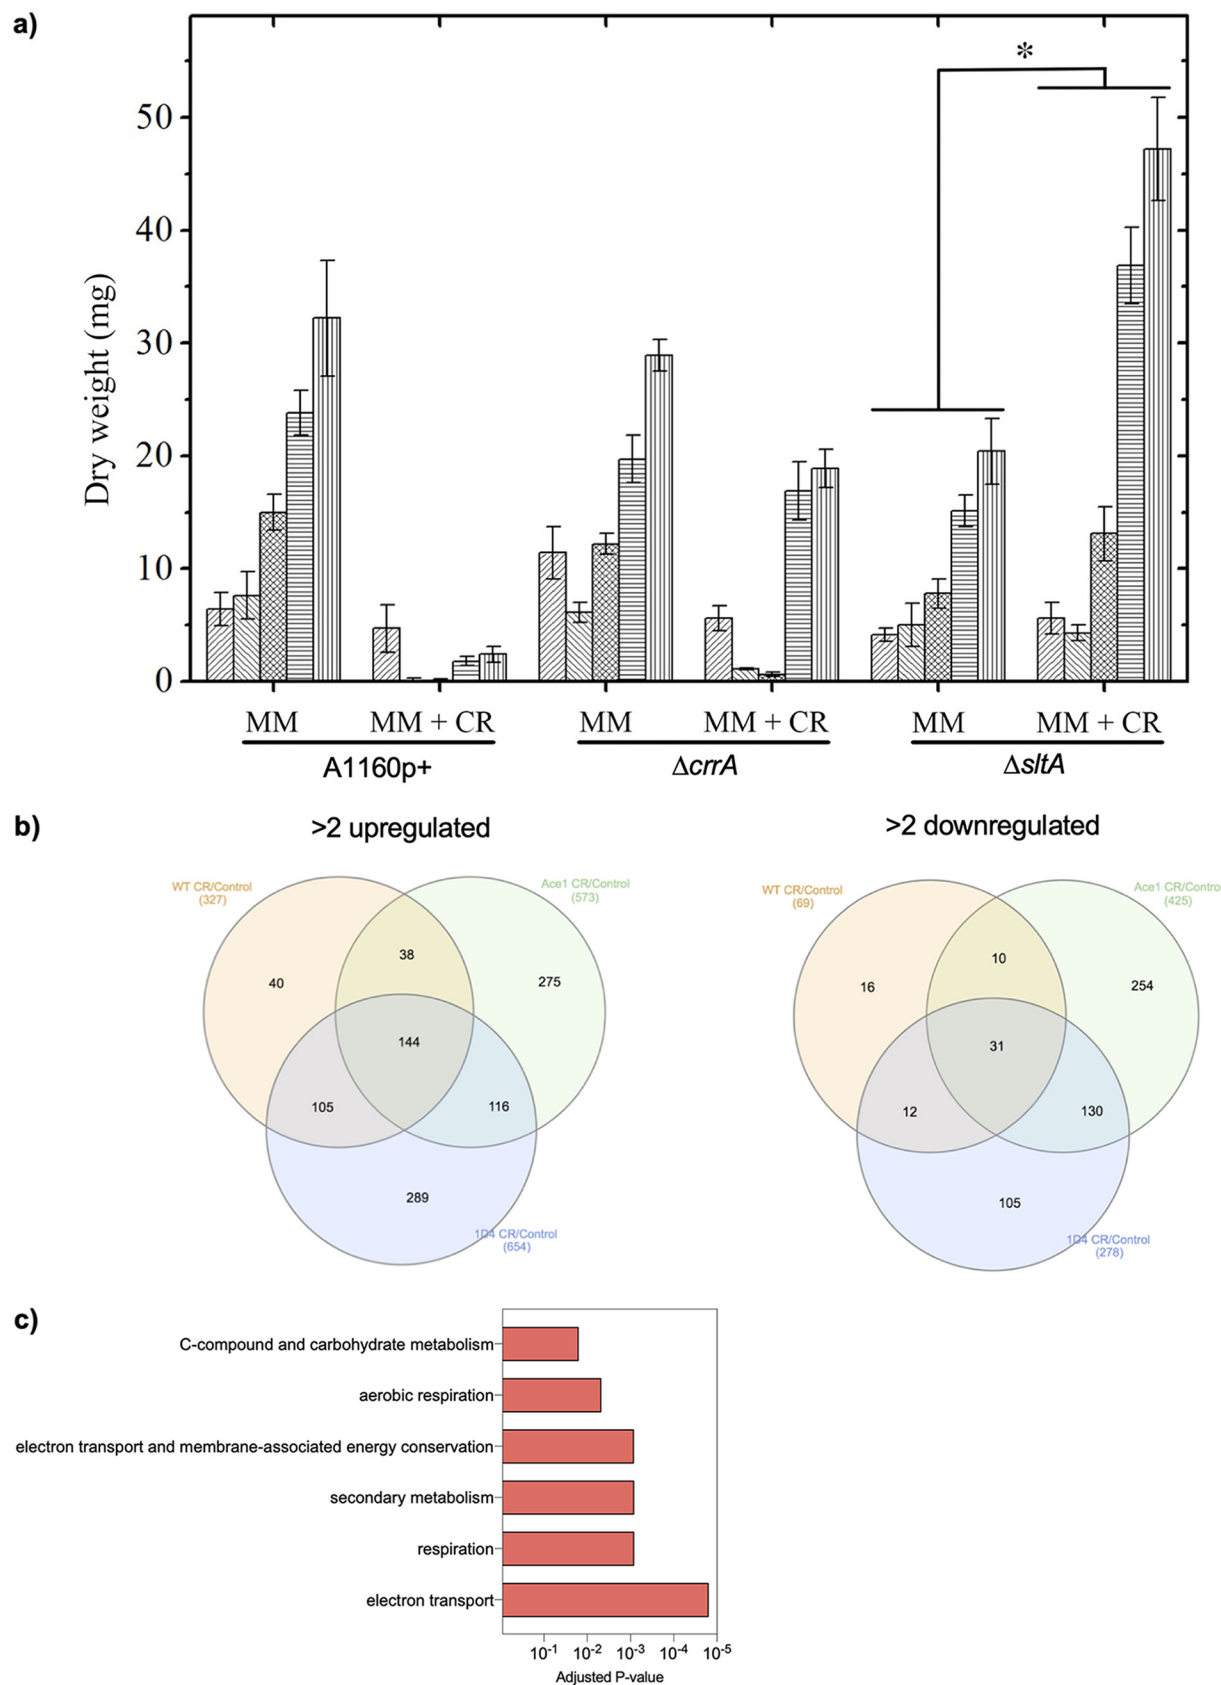 a)
*
50
40
30
20
10
0
Dry weight (mg)
MM MM + CR MM MM + CR MM MM + CR
A1160p+ ΔcrrA ΔsltA
b)
>2 upregulated >2 downregulated
WT CR/Control
(327)
Ace1 CR/Control
(573)
38
40
275
144
105
116
289
1D4 CR/Control
(654)
WT CR/Control
(69)
Ace1 CR/Contro
(425)
10
16
254
31
12
130
105
1D4 CR/Control
(278)
c)
C-compound and carbohydrate metabolism
aerobic respiration
electron transport and membrane-associated energy conservation
secondary metabolism
respiration
electron transport
10-1 10-2 10-3 10-4 10-5
Adjusted P-value